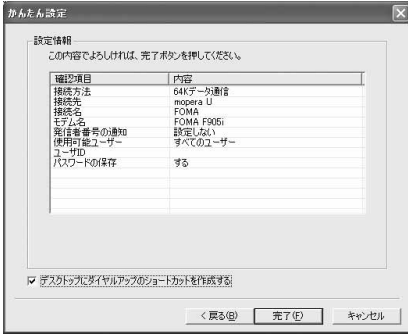 かんたん設定
設定情報
この内容でよろしければ、完了ボタンを押してください。
確認項目 内容
接続方法 64Kデータ通信
接続先 mopera U
接続名 FOMA
モデム名 FOMA F905i
発信者番号の通知 設定しない
使用可能ユーザー すべてのユーザー
ユーザID
パスワードの保存 する
デスクトップにダイヤルアップのショートカットを作成する
< 戻る(B) 完了(F) キャンセル